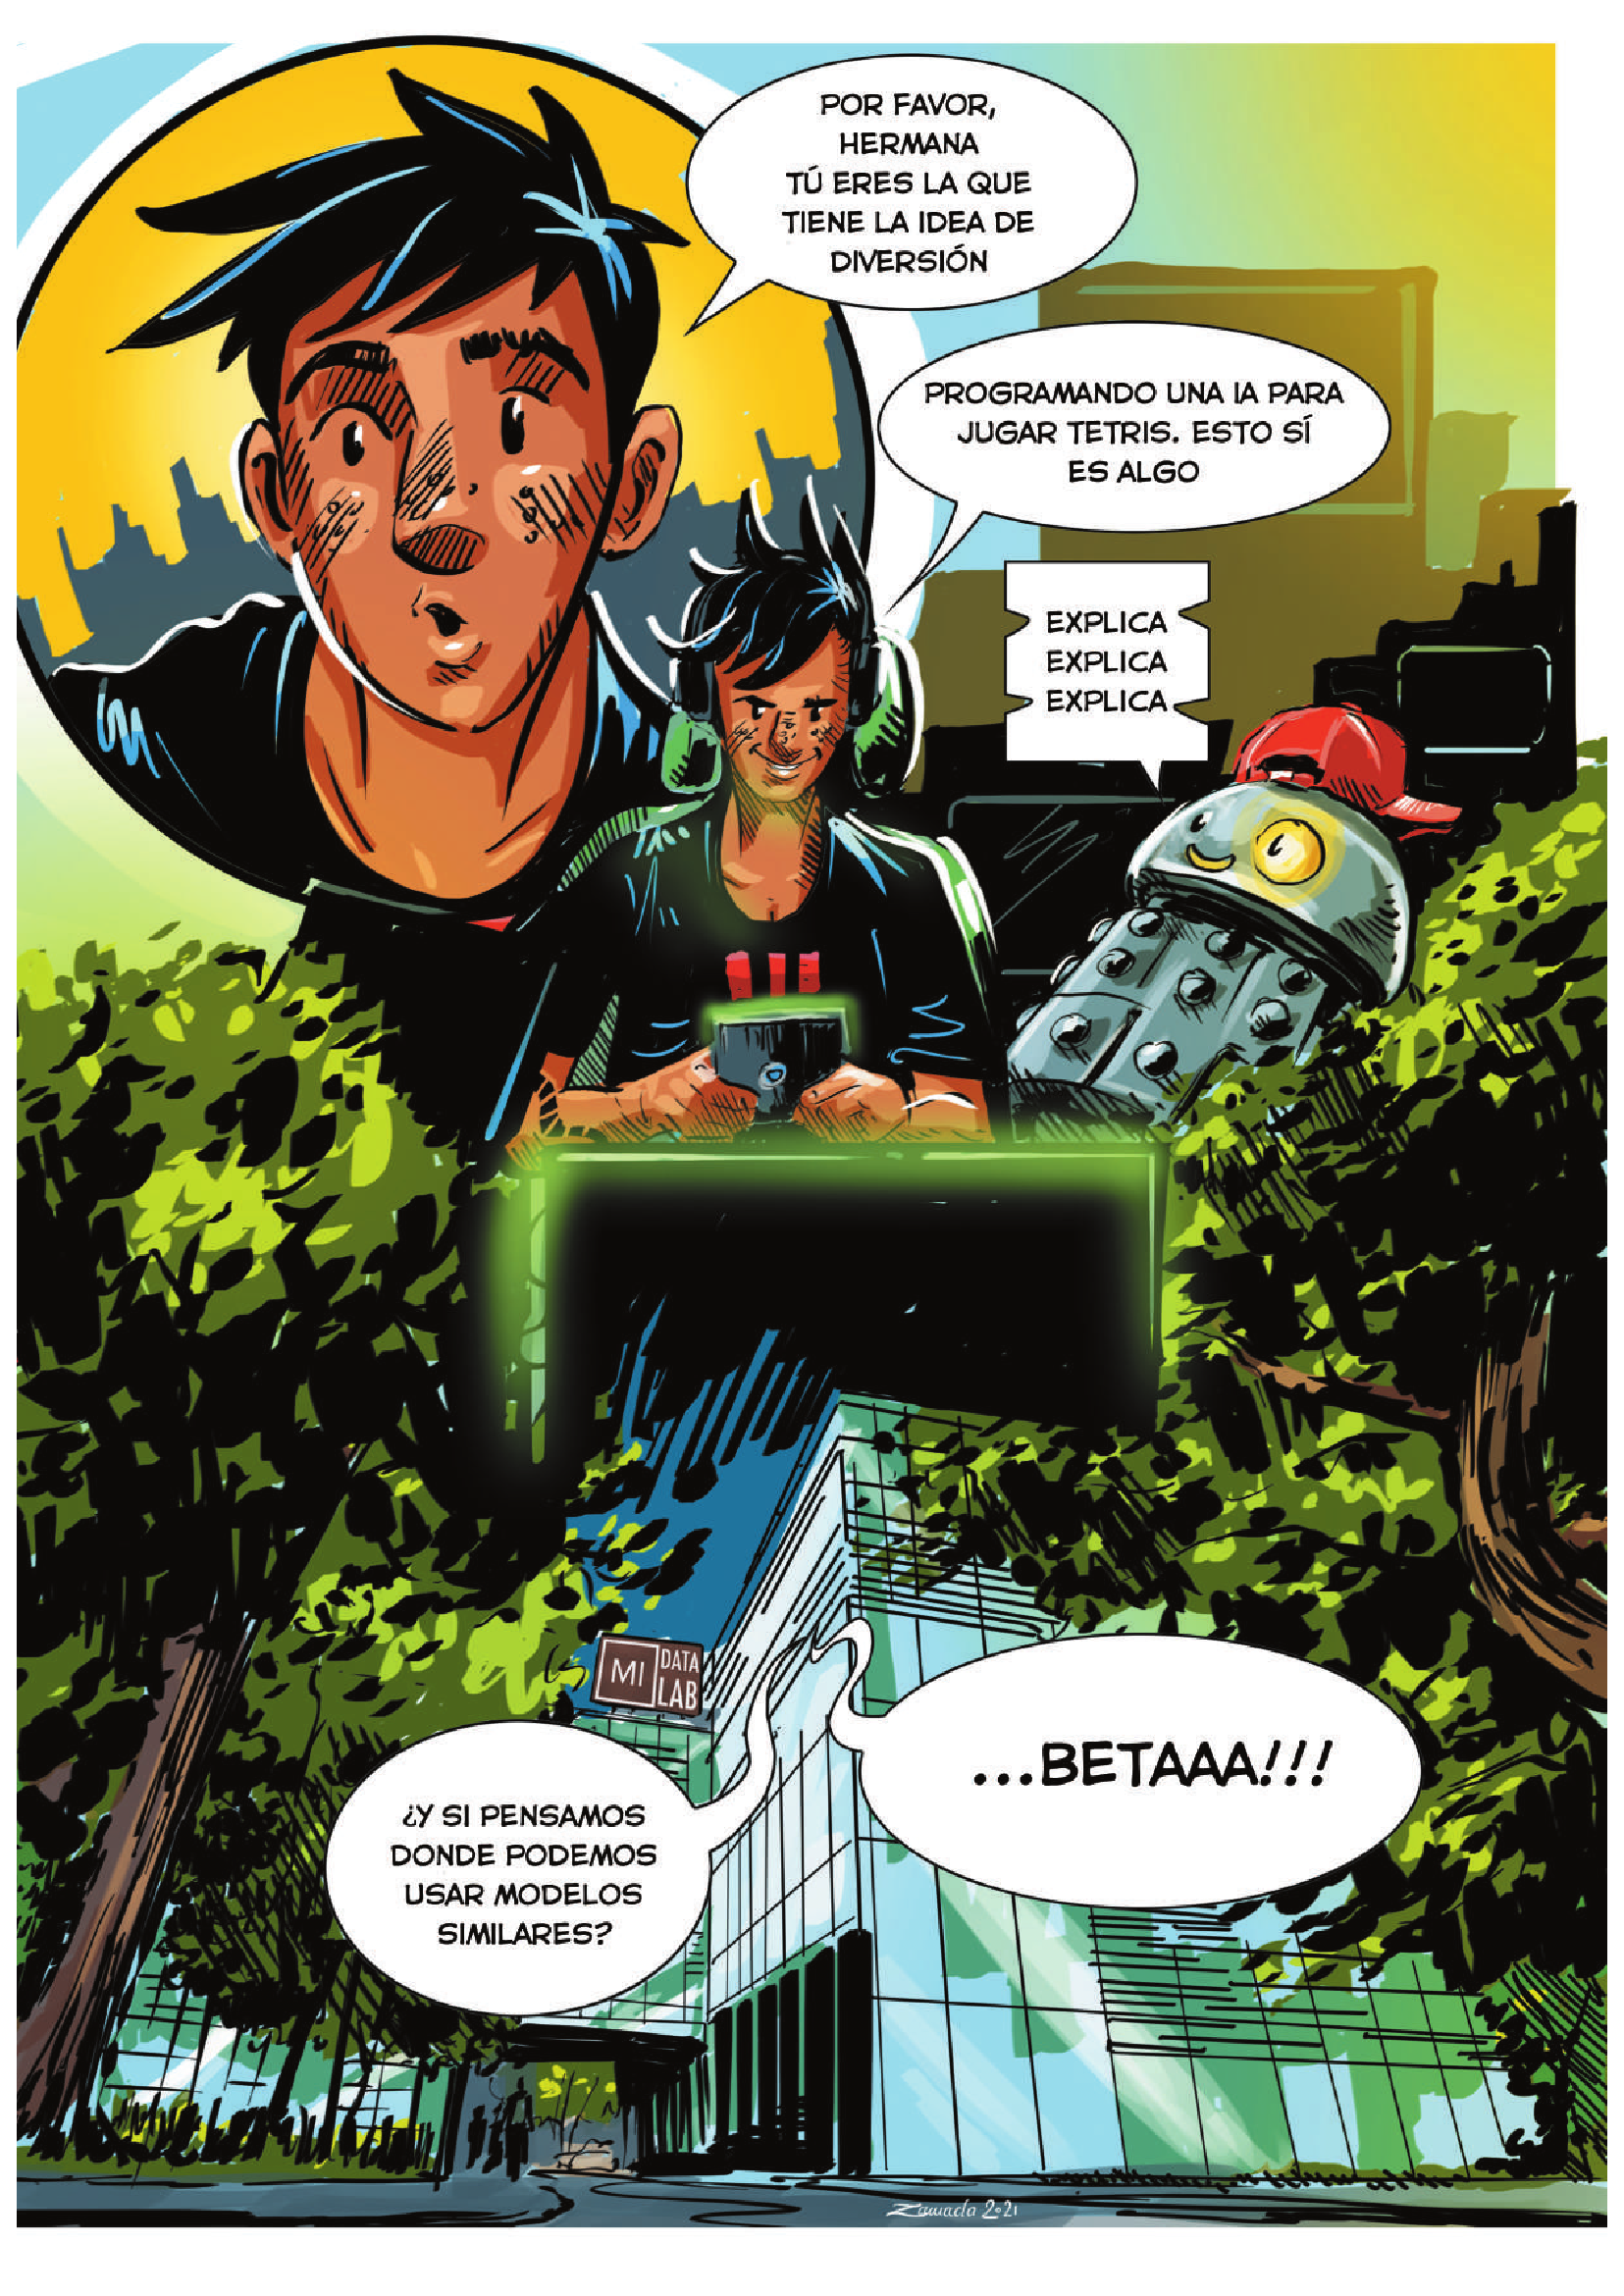 POR FAVOR,
HERMANA
TÚ ERES LA QUE
TIENE LA IDEA DE
DIVERSIÓN
PROGRAMANDO UNA IA PARA
JUGAR TETRIS. ESTO SÍ
ES ALGO
EXPLICA
EXPLICA
EXPLICA
MI DATA
LAB
¿Y SI PENSAMOS
DONDE PODEMOS
USAR MODELOS
SIMILARES?
...BETAAA!!!
2021